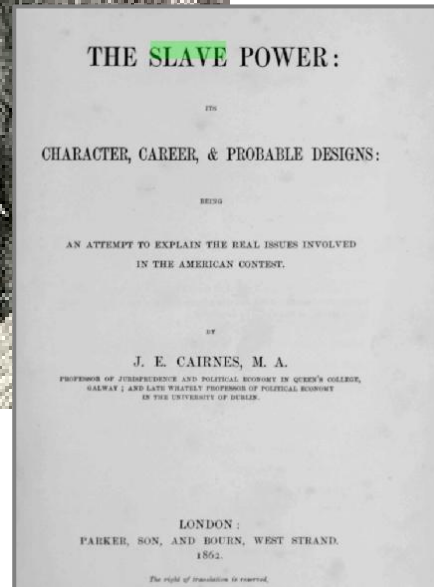 THE SLAVE POWER:
ITS
CHARACTER, CAREER, & PROBABLE DESIGNS:
BEING
AN ATTEMPT TO EXPLAIN THE REAL ISSUES INVOLVED
IN THE AMERICAN CONTEST.
BY
J. E. CAIRNES, M. A.
PROFESSOR OF JURISPRUDENCE AND POLITICAL ECONOMY IN QUEEN'S COLLEGE,
GALWAY; AND LATE WHATELY PROFESSOR OF POLITICAL ECONOMY
IN THE UNIVERSITY OF DUBLIN.
LONDON:
PARKER, SON, AND BOURN, WEST STRAND.
1862.
The right of translation is reserved.